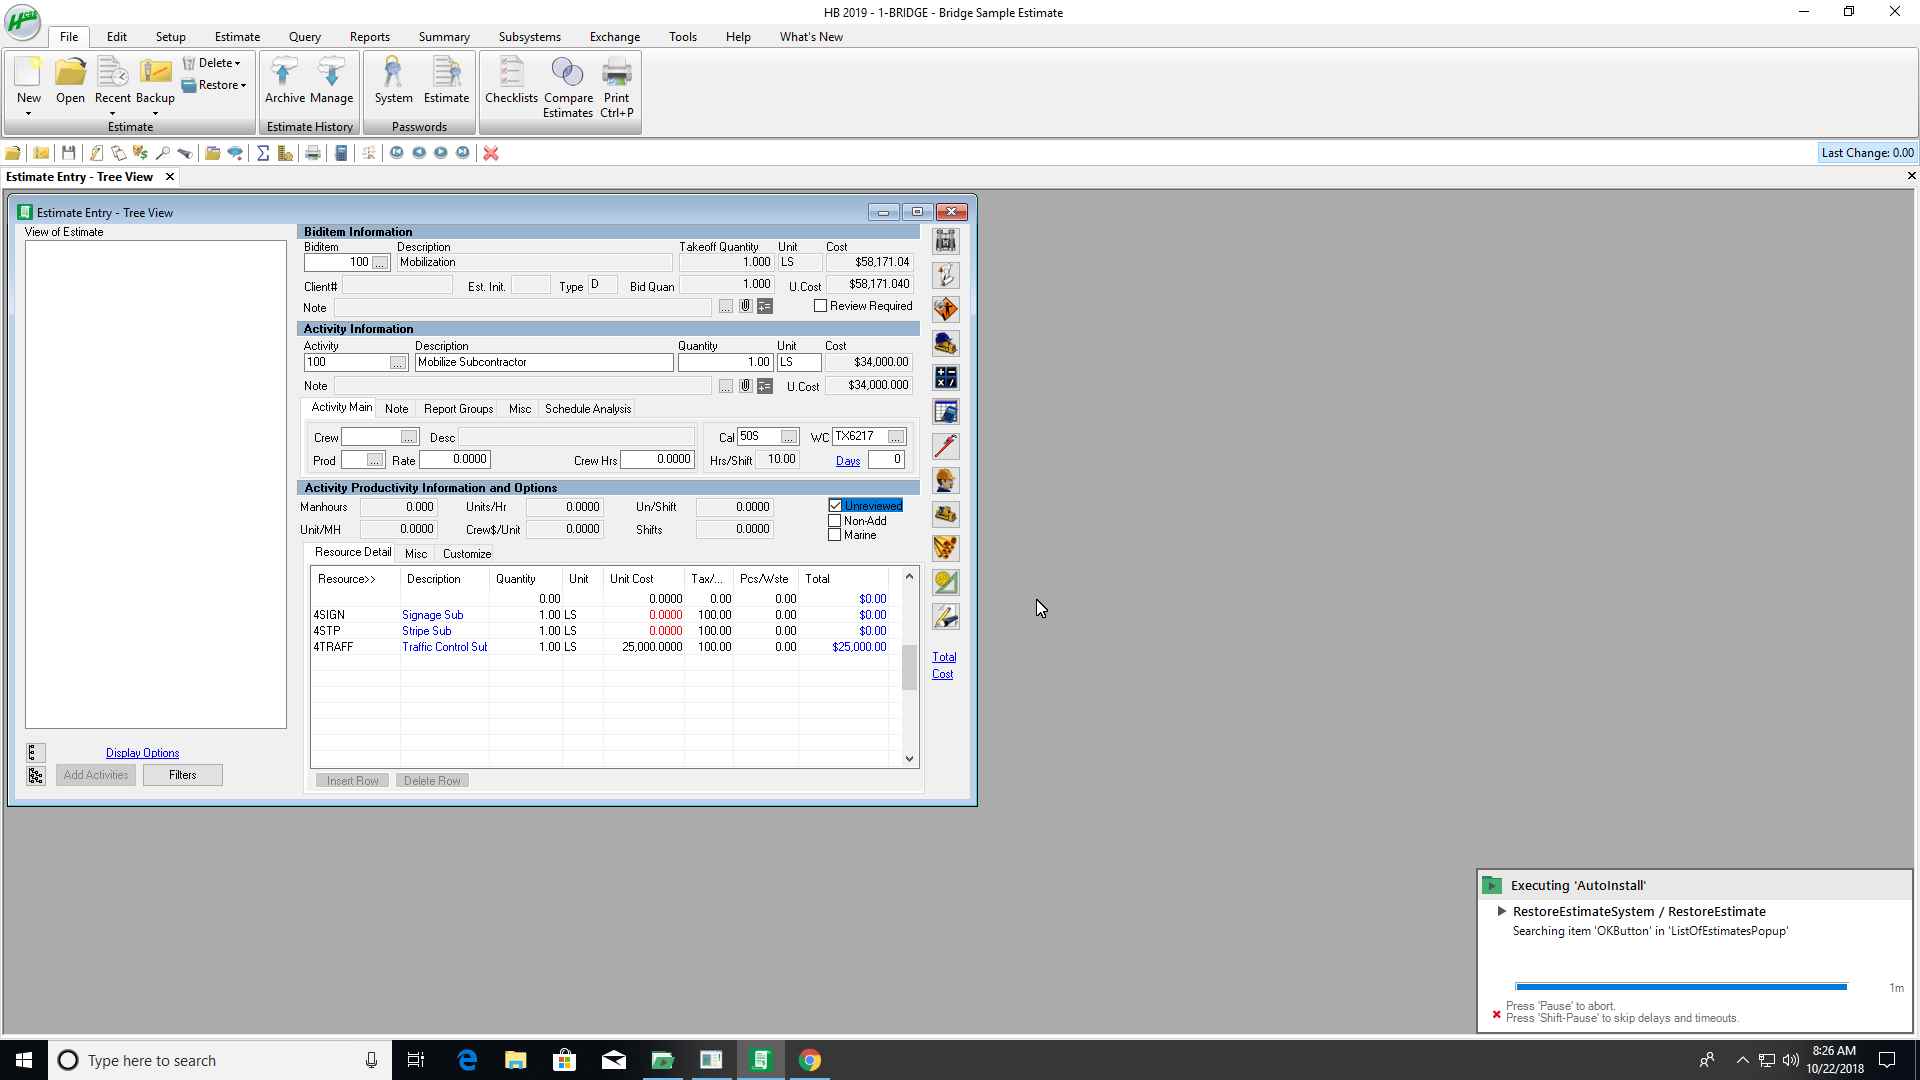 HB 2019 - 1-BRIDGE - Bridge Sample Estimate
File Edit Setup Estimate Query Reports Summary Subsystems Exchange Tools Help What's New
New Open Recent Backup Delete Restore Archive Manage System Estimate Checklists Compare Estimates Print Ctrl+P
Estimate Estimate History Passwords
Last Change: 0.00
Estimate Entry - Tree View
Estimate Entry - Tree View
View of Estimate
Biditem Information
Biditem Description Takeoff Quantity Unit Cost
100 ... Mobilization 1.000 LS $58,171.04
Client# Est. Init. Type D Bid Quan 1.000 U.Cost $58,171.040
Note ... Review Required
Activity Information
Activity Description Quantity Unit Cost
100 ... Mobilize Subcontractor 1.00 LS $34,000.00
Note ... U.Cost $34,000.000
Activity Main Note Report Groups Misc Schedule Analysis
Crew ... Desc Cal 50S ... WC TX6217 ...
Prod ... Rate 0.0000 Crew Hrs 0.0000 Hrs/Shift 10.00 Days 0
Activity Productivity Information and Options
Manhours 0.000 Units/Hr 0.0000 Un/Shift 0.0000 Unreviewed
Non-Add
Unit/MH 0.0000 Crew$/Unit 0.0000 Shifts 0.0000 Marine
Resource Detail Misc Customize
Resource>> Description Quantity Unit Unit Cost Tax/... Pcs/Wste Total
0.00 0.0000 0.00 0.00 $0.00
4SIGN Signage Sub 1.00 LS 0.0000 100.00 0.00 $0.00
4STP Stripe Sub 1.00 LS 0.0000 100.00 0.00 $0.00
4TRAFF Traffic Control Sub 1.00 LS 25,000.0000 100.00 0.00 $25,000.00
Total
Cost
Display Options
Add Activities Filters
Insert Row Delete Row
Executing 'AutoInstall'
RestoreEstimateSystem / RestoreEstimate
Searching item 'OKButton' in 'ListOfEstimatesPopup'
1m
Press 'Pause' to abort.
Press 'Shift-Pause' to skip delays and timeouts.
Type here to search
8:26 AM
10/22/2018